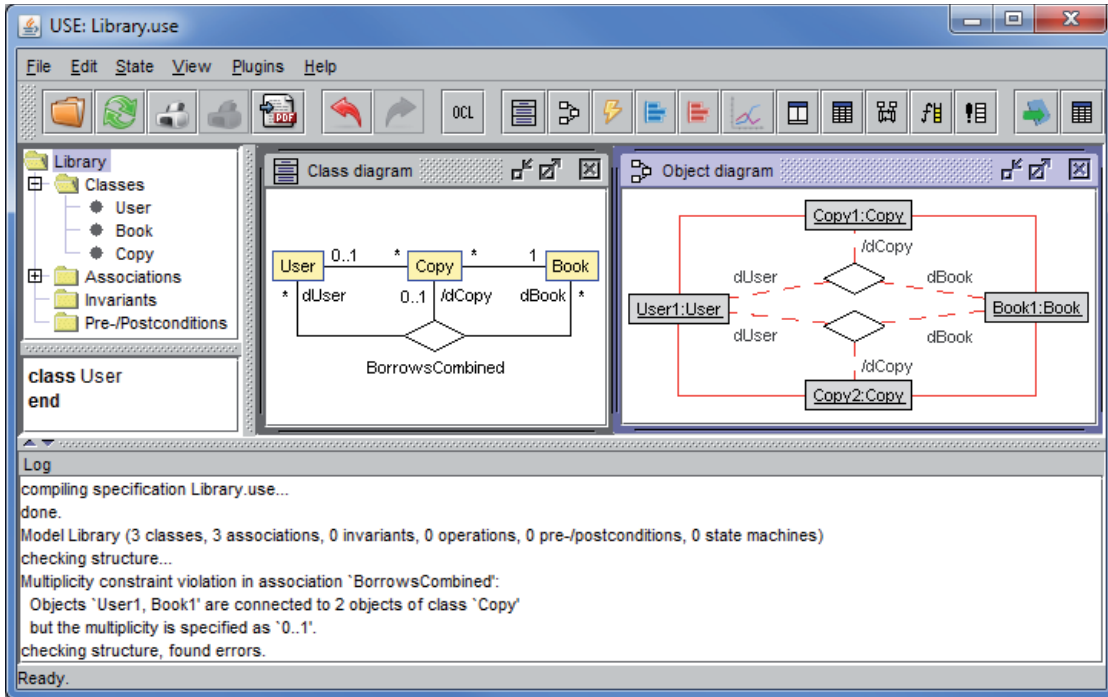 USE: Library.use
File Edit State View Plugins Help
PDF OCL
Library
Classes
User
Book
Copy
Associations
Invariants
Pre-/Postconditions
class User
end
Class diagram
User 0..1 * Copy * 1 Book
* dUser 0..1 /dCopy dBook *
BorrowsCombined
Object diagram
Copy1:Copy
/dCopy
dUser dBook
User1:User Book1:Book
dUser dBook
/dCopy
Copy2:Copy
Log
compiling specification Library.use...
done.
Model Library (3 classes, 3 associations, 0 invariants, 0 operations, 0 pre-/postconditions, 0 state machines)
checking structure...
Multiplicity constraint violation in association `BorrowsCombined':
Objects `User1, Book1' are connected to 2 objects of class `Copy'
but the multiplicity is specified as `0..1'.
checking structure, found errors.
Ready.